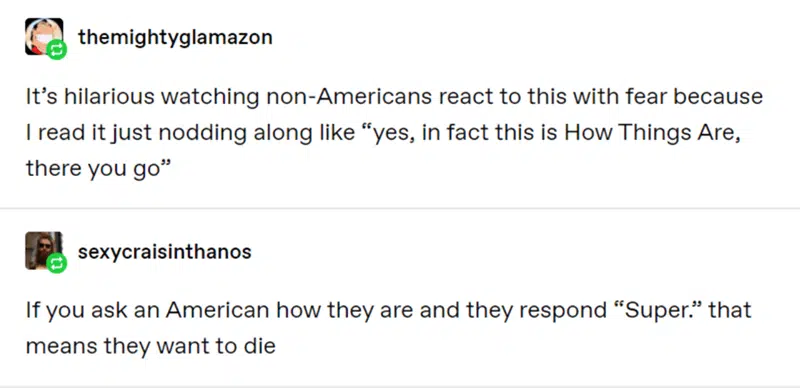 themightyglamazon
It’s hilarious watching non-Americans react to this with fear because
I read it just nodding along like “yes, in fact this is How Things Are,
there you go”
sexycraisinthanos
If you ask an American how they are and they respond “Super.” that
means they want to die